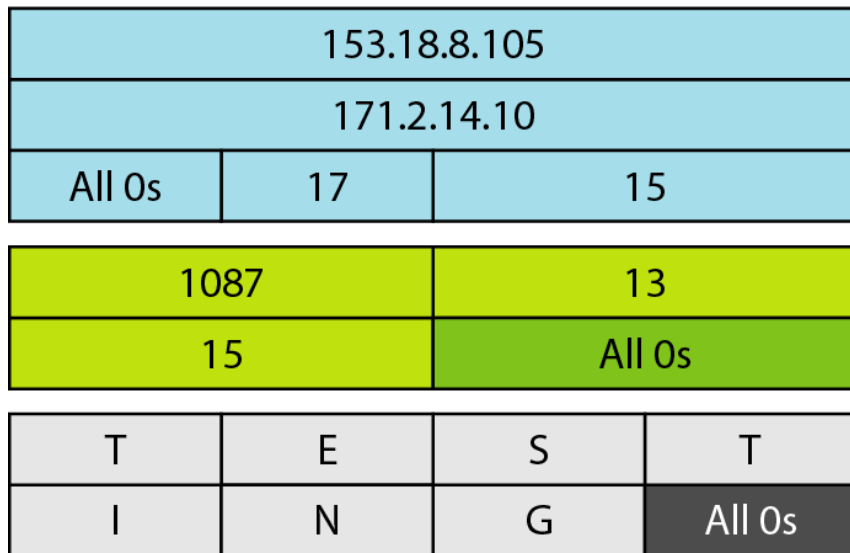 153.18.8.105
171.2.14.10
All 0s 17 15
1087 13
15 All 0s
T E S T
I N G All 0s